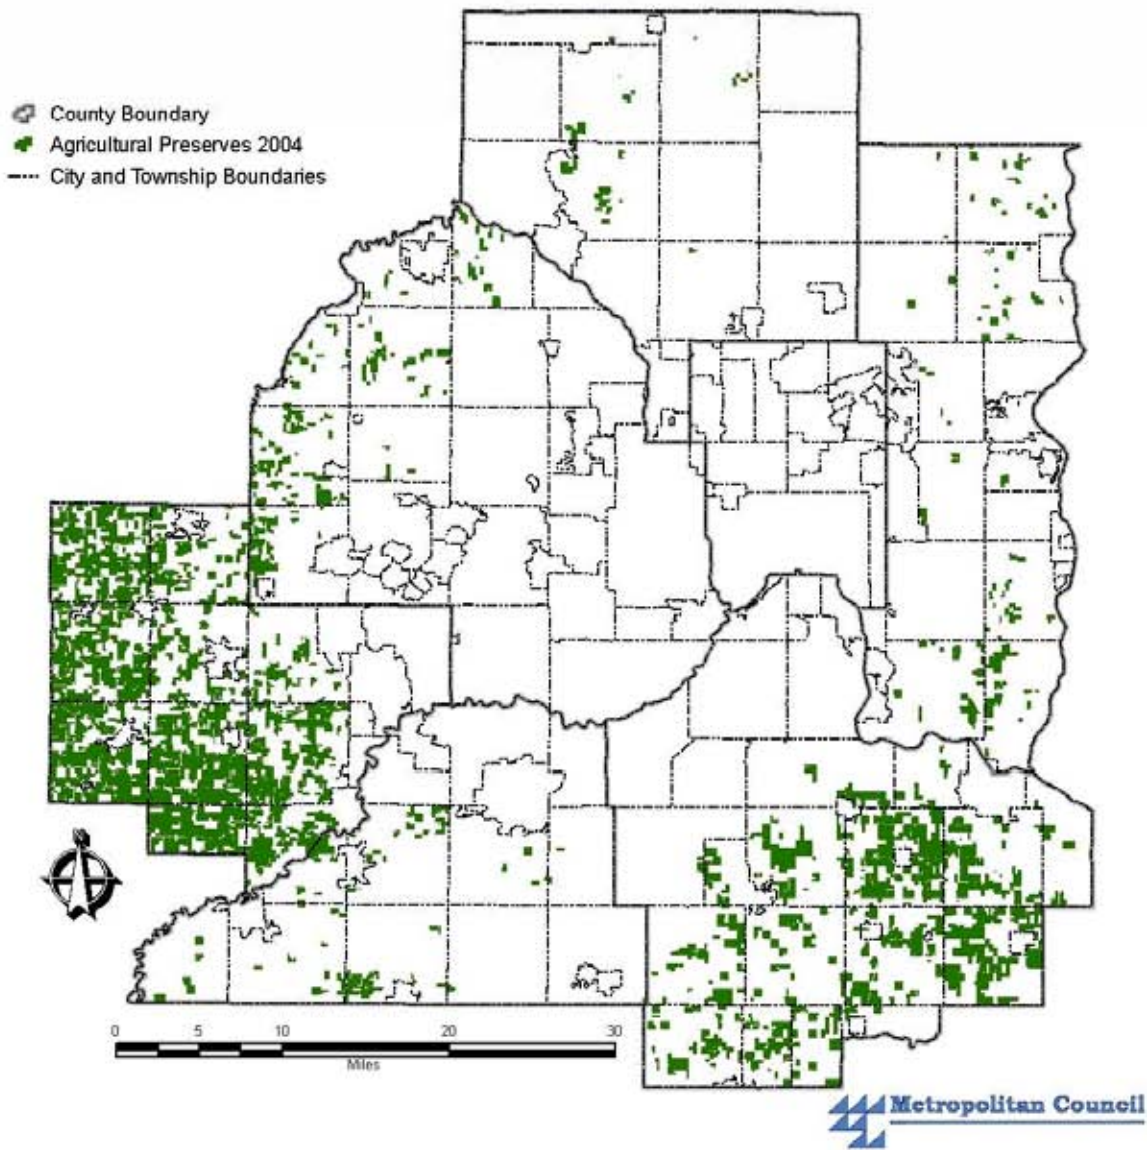 County Boundary
Agricultural Preserves 2004
City and Township Boundaries
0 5 10 20 30
Miles
Metropolitan Council